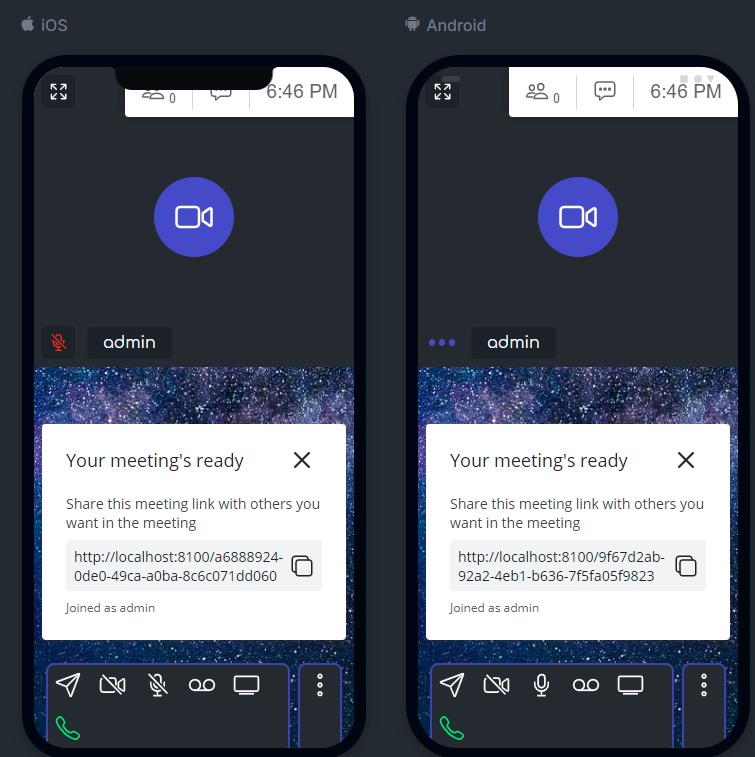 iOS
0
6:46 PM
admin
Your meeting's ready
Share this meeting link with others you
want in the meeting
http://localhost:8100/a6888924-
0de0-49ca-a0ba-8c6c071dd060
Joined as admin
Android
0
6:46 PM
admin
Your meeting's ready
Share this meeting link with others you
want in the meeting
http://localhost:8100/9f67d2ab-
92a2-4eb1-b636-7f5fa05f9823
Joined as admin